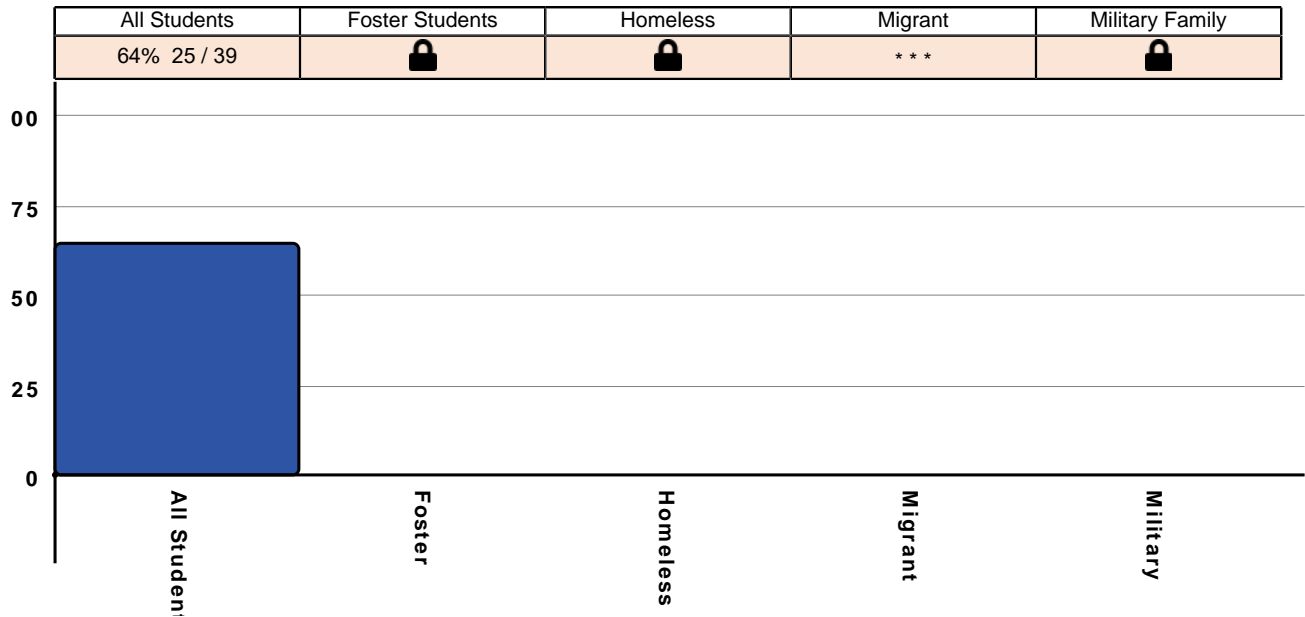 All Students Foster Students Homeless Migrant Military Family
64% 25 / 39 * * *
00
75
50
25
0
All Student
Foster
Homeless
Migrant
Military